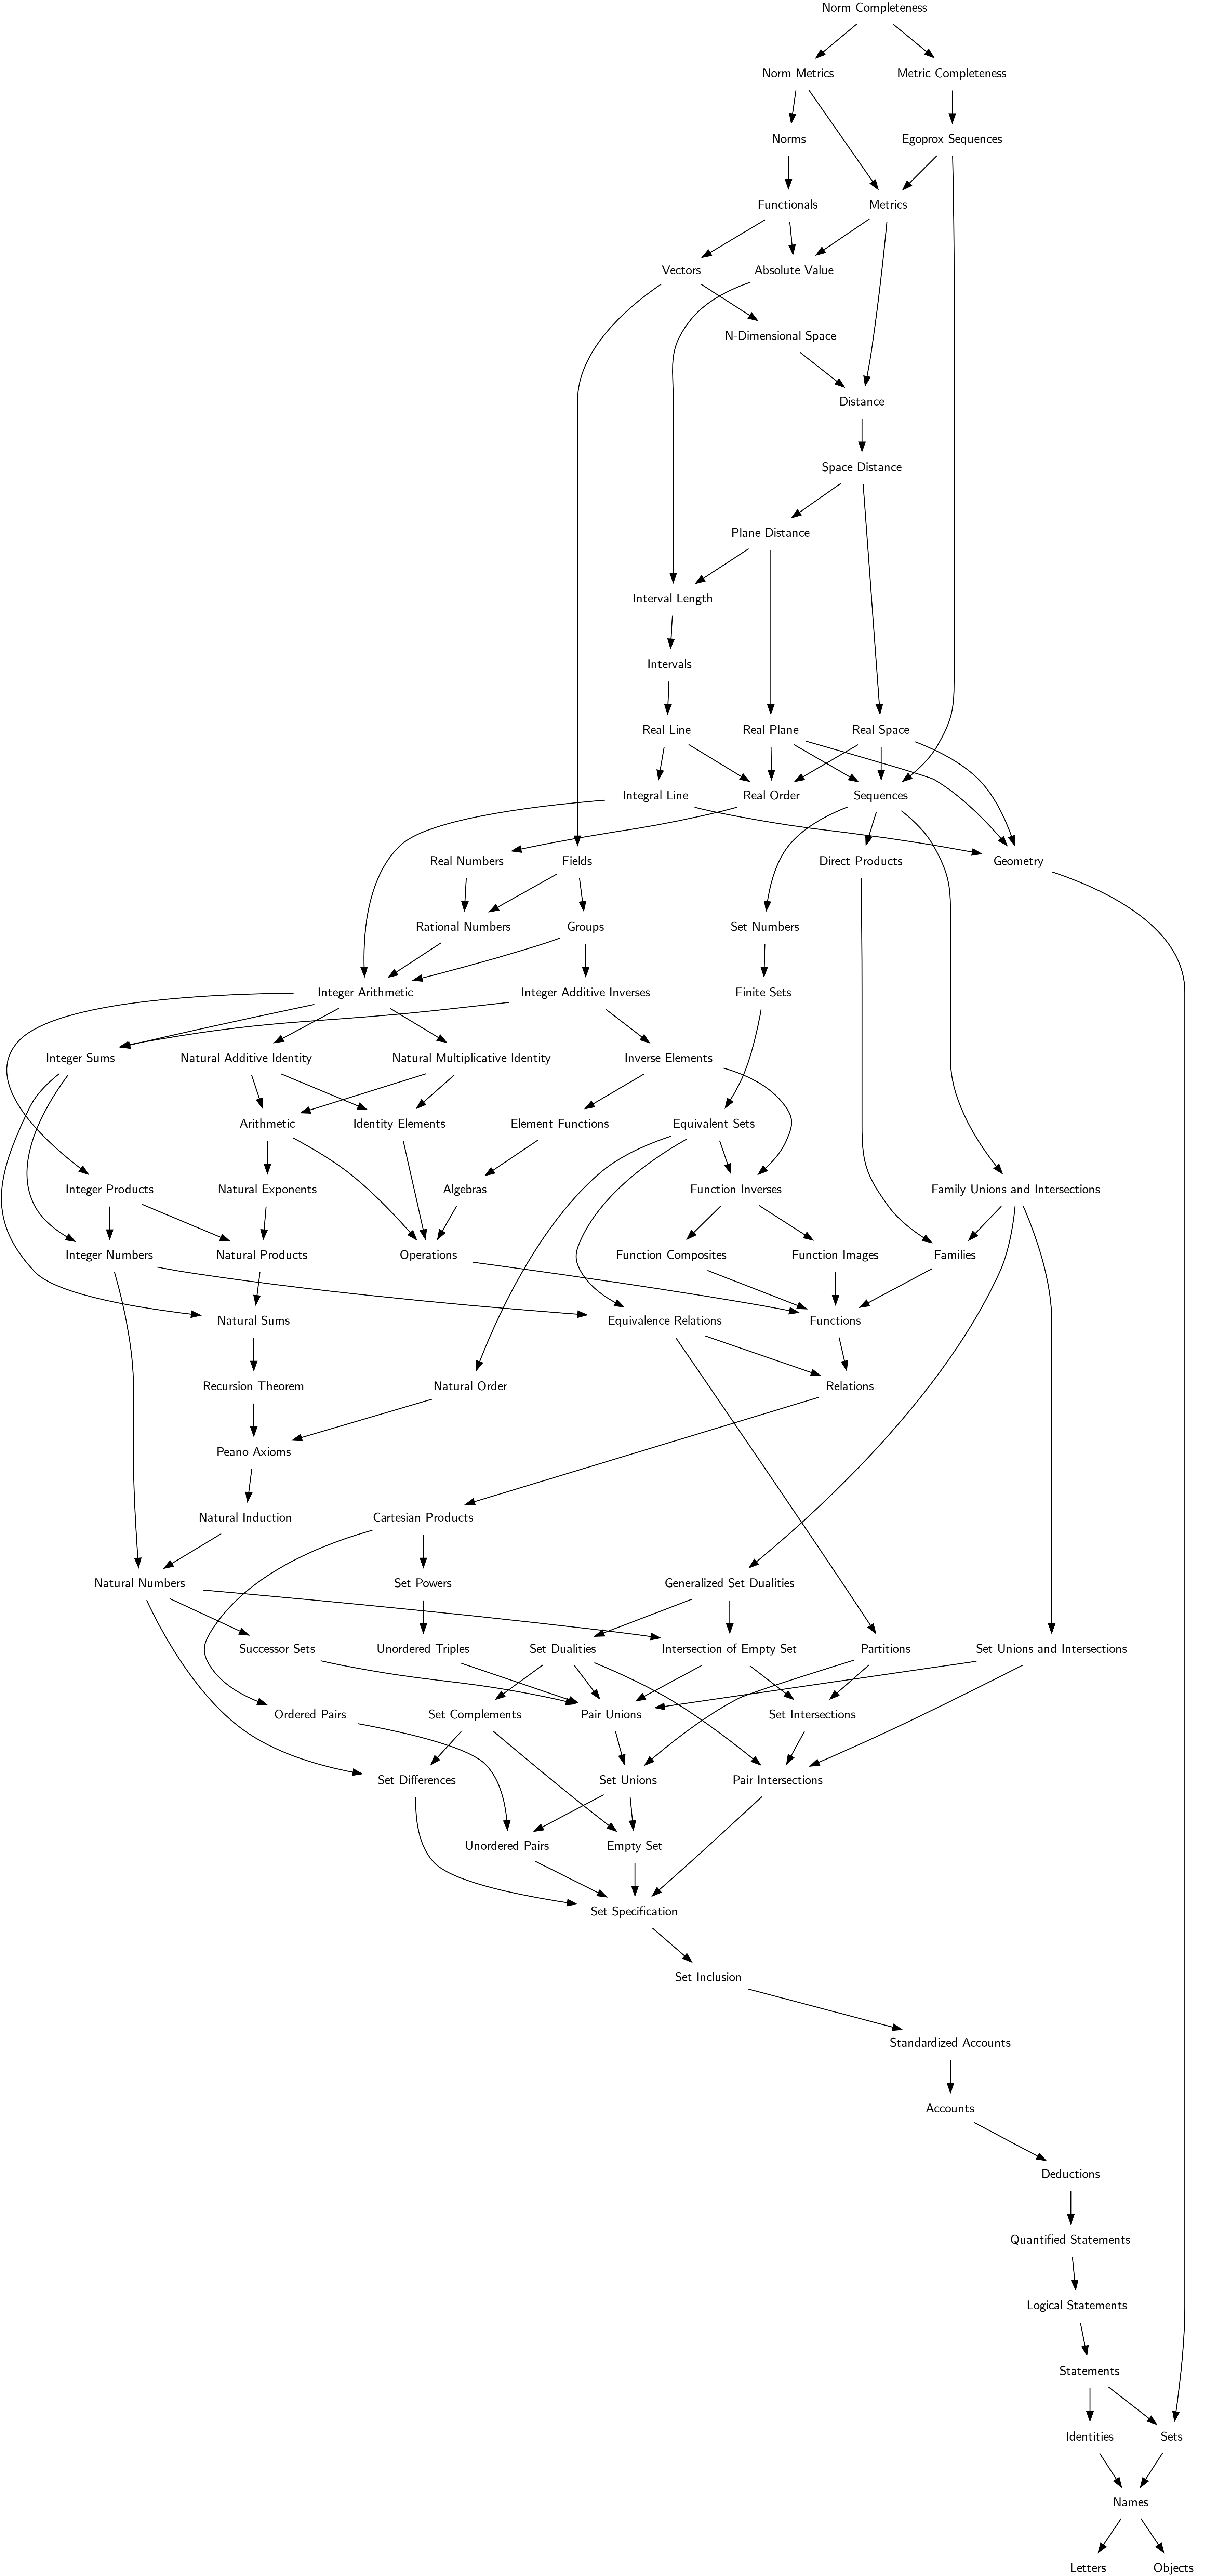 Norm Completeness
Norm Metrics
Metric Completeness
Norms
Egoprox Sequences
Functionals
Metrics
Vectors
Absolute Value
N-Dimensional Space
Distance
Space Distance
Plane Distance
Interval Length
Intervals
Real Line
Real Plane
Real Space
Integral Line
Real Order
Sequences
Real Numbers
Fields
Direct Products
Geometry
Rational Numbers
Groups
Set Numbers
Integer Arithmetic
Integer Additive Inverses
Finite Sets
Integer Sums
Natural Additive Identity
Natural Multiplicative Identity
Inverse Elements
Arithmetic
Identity Elements
Element Functions
Equivalent Sets
Integer Products
Natural Exponents
Algebras
Function Inverses
Family Unions and Intersections
Integer Numbers
Natural Products
Operations
Function Composites
Function Images
Families
Natural Sums
Equivalence Relations
Functions
Recursion Theorem
Natural Order
Relations
Peano Axioms
Natural Induction
Cartesian Products
Natural Numbers
Set Powers
Generalized Set Dualities
Successor Sets
Unordered Triples
Set Dualities
Intersection of Empty Set
Partitions
Set Unions and Intersections
Ordered Pairs
Set Complements
Pair Unions
Set Intersections
Set Differences
Set Unions
Pair Intersections
Unordered Pairs
Empty Set
Set Specification
Set Inclusion
Standardized Accounts
Accounts
Deductions
Quantified Statements
Logical Statements
Statements
Identities
Sets
Names
Letters
Objects